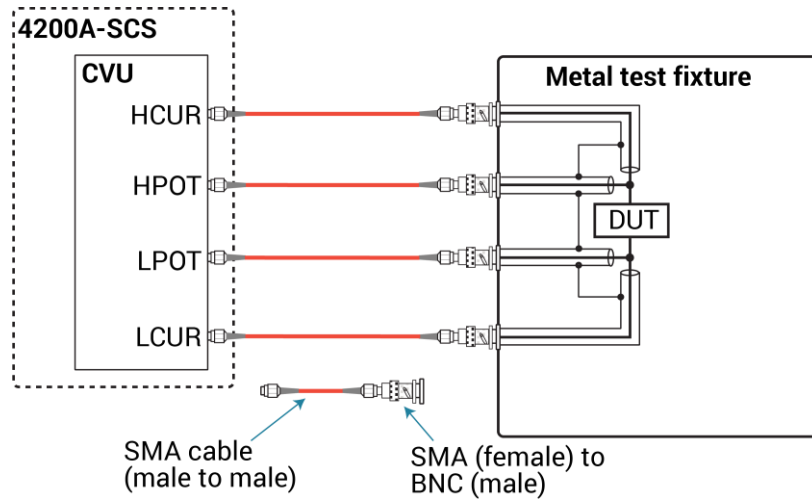 4200A-SCS
CVU
Metal test fixture
HCUR
HPOT
DUT
LPOT
LCUR
SMA cable
(male to male)
SMA (female) to
BNC (male)